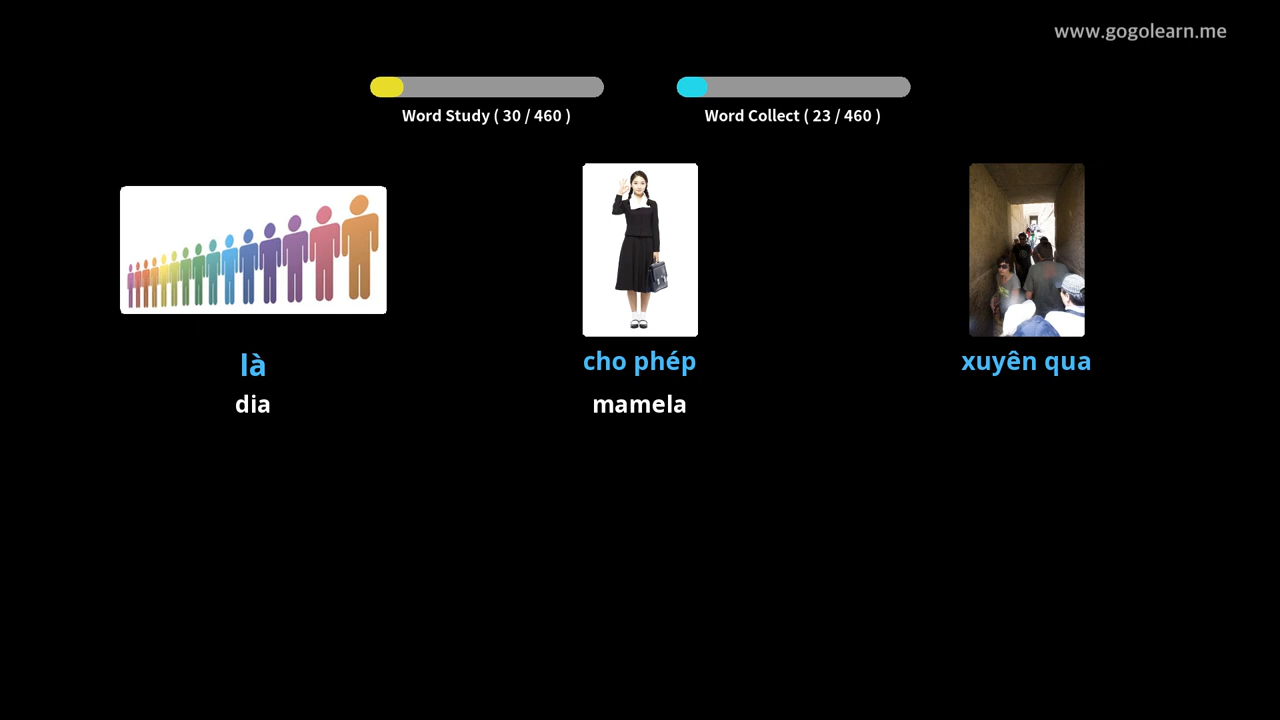 www.gogolearn.me
Word Study ( 30 / 460 )
Word Collect ( 23 / 460 )
là
dia
cho phép
mamela
xuyên qua